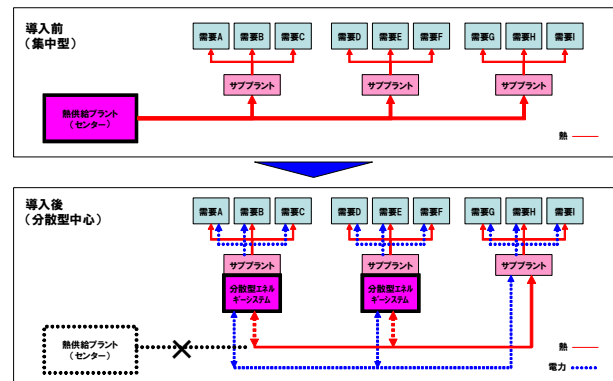 導入前
(集中型)
需要A 需要B 需要C 需要D 需要E 需要F 需要G 需要H 需要I
サブプラント サブプラント サブプラント
熱供給プラント
(センター)
熱
導入後
(分散型中心)
需要A 需要B 需要C 需要D 需要E 需要F 需要G 需要H 需要I
サブプラント サブプラント サブプラント
分散型エネル 分散型エネル
ギーシステム ギーシステム
熱供給プラント
(センター)
熱
電力